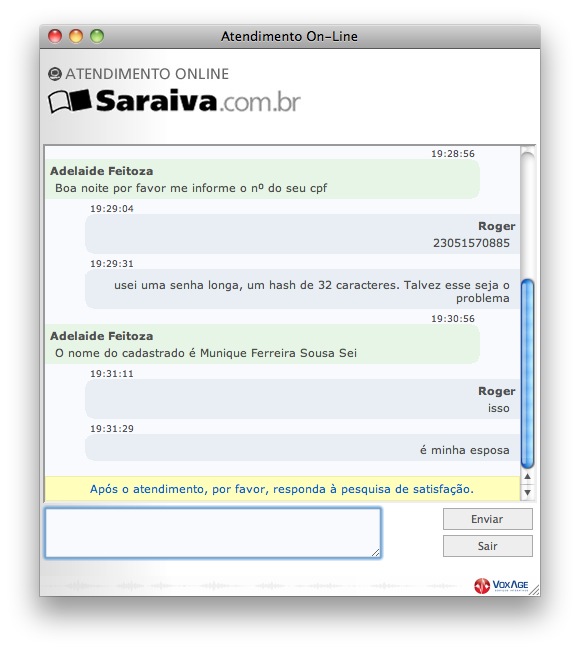 Atendimento On-Line
ATENDIMENTO ONLINE
Saraiva.com.br
19:28:56
Adelaide Feitoza
Boa noite por favor me informe o nº do seu cpf
19:29:04
Roger
23051570885
19:29:31
usei uma senha longa, um hash de 32 caracteres. Talvez esse seja o
problema
19:30:56
Adelaide Feitoza
O nome do cadastrado é Munique Ferreira Sousa Sei
19:31:11
Roger
isso
19:31:29
é minha esposa
Após o atendimento, por favor, responda à pesquisa de satisfação.
Enviar
Sair
VOXAGE